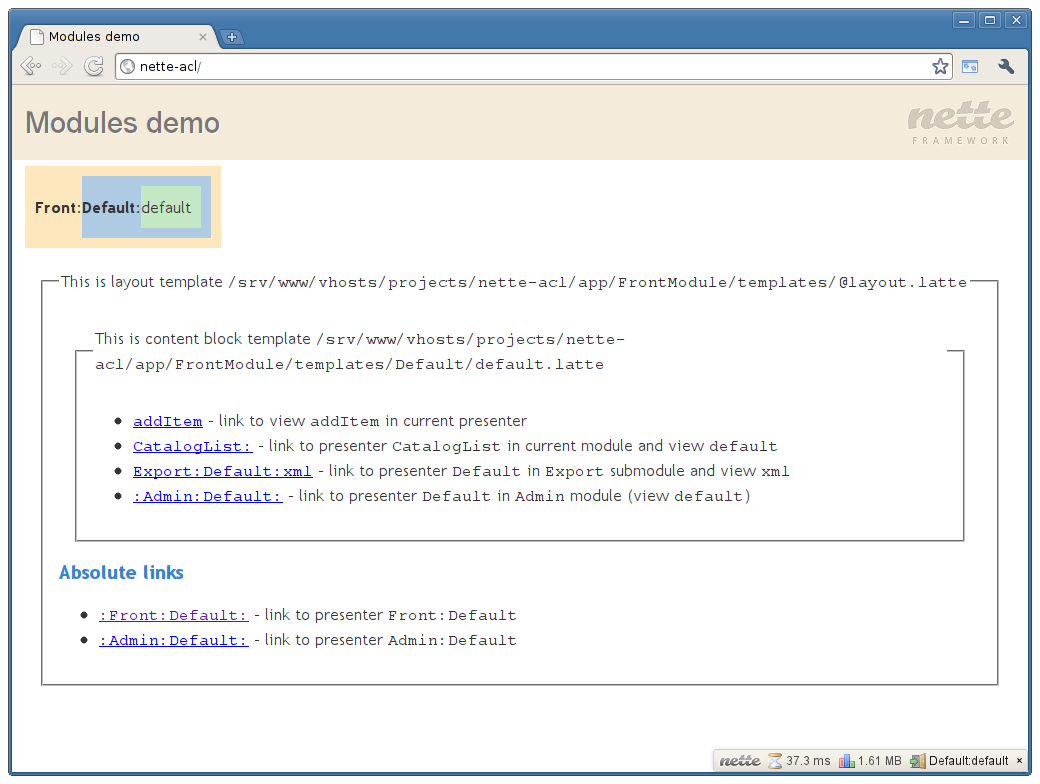 Modules demo
nette-acl/
Modules demo
nette
FRAMEWORK
Front:Default:default
This is layout template /srv/www/vhosts/projects/nette-acl/app/FrontModule/templates/@layout.latte
This is content block template /srv/www/vhosts/projects/nette-
acl/app/FrontModule/templates/Default/default.latte
addItem - link to view addItem in current presenter
CatalogList: - link to presenter CatalogList in current module and view default
Export:Default:xml - link to presenter Default in Export submodule and view xml
:Admin:Default: - link to presenter Default in Admin module (view default)
Absolute links
:Front:Default: - link to presenter Front:Default
:Admin:Default: - link to presenter Admin:Default
nette 37.3 ms 1.61 MB Default:default ×